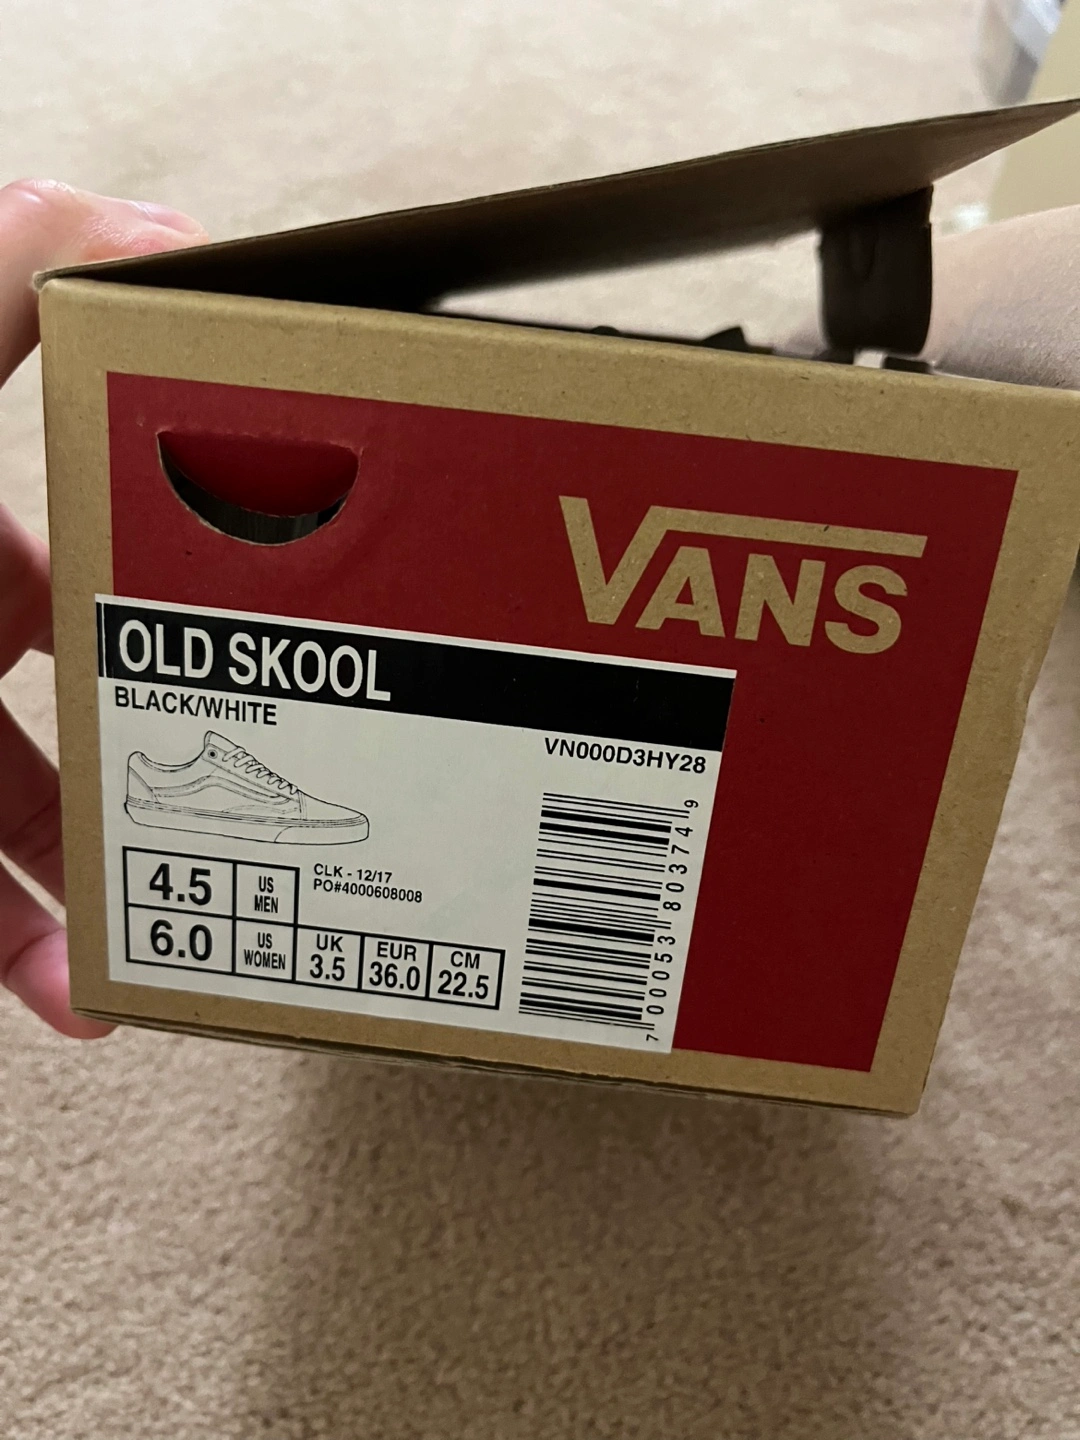 VANS
OLD SKOOL
BLACK/WHITE
VN000D3HY28
CLK - 12/17
PO#4000608008
4.5 US MEN
6.0 US WOMEN
UK 3.5
EUR 36.0
CM 22.5
7 00053 80374 9